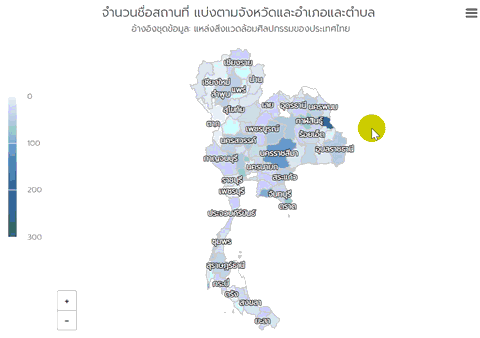 จำนวนชื่อสถานที่ แบ่งตามจังหวัดและอำเภอและตำบล
อ้างอิงชุดข้อมูล: แหล่งสิ่งแวดล้อมศิลปกรรมของประเทศไทย
เชียงราย
เชียงใหม่ น่าน
ลำพูน แพร่
สุโขทัย เลย อุดรธานี นครพนม
ตาก เพชรบูรณ์ กาฬสินธุ์
ร้อยเอ็ด
นครสวรรค์ อุบลราชธานี
กาญจนบุรี นครราชสีมา
นครนายก
ราชบุรี สระแก้ว
เพชรบุรี จันทบุรี
ตราด
ประจวบคีรีขันธ์
ชุมพร
สุราษฎร์ธานี
กระบี่
ตรัง
สงขลา
ยะลา
0
100
200
300
+
-